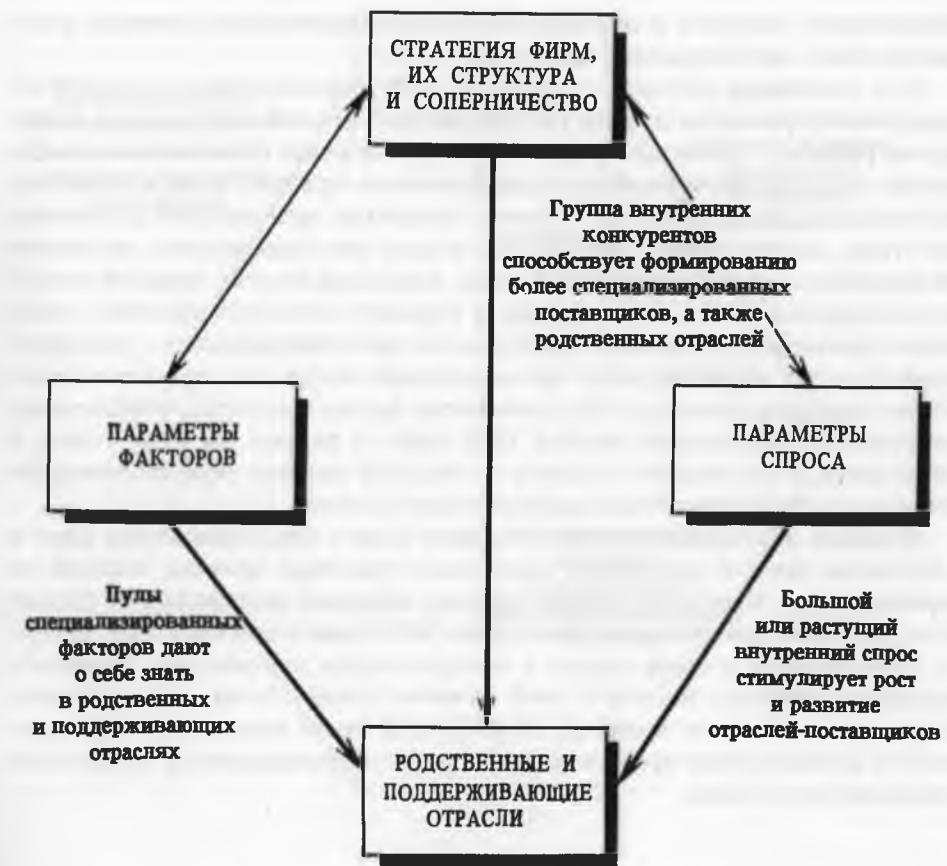 СТРАТЕГИЯ ФИРМ,
ИХ СТРУКТУРА
И СОПЕРНИЧЕСТВО
Группа внутренних
конкурентов
способствует формированию
более специализированных
поставщиков, а также
родственных отраслей
ПАРАМЕТРЫ
ФАКТОРОВ
ПАРАМЕТРЫ
СПРОСА
Пулы
специализированных
факторов дают
о себе знать
в родственных
и поддерживающих
отраслях
Большой
или растущий
внутренний спрос
стимулирует рост
и развитие
отраслей-поставщиков
РОДСТВЕННЫЕ И
ПОДДЕРЖИВАЮЩИЕ
ОТРАСЛИ